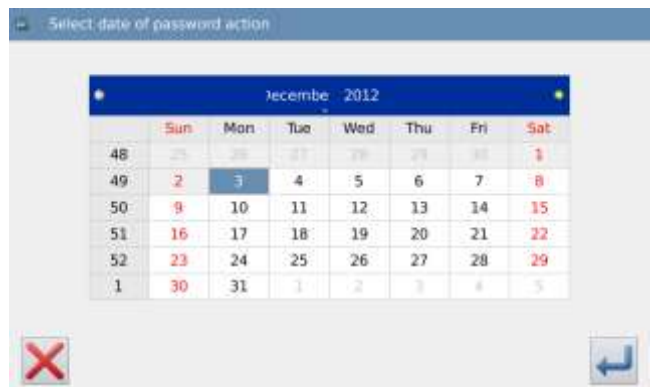 Select date of password action
Decembe 2012
Sun Mon Tue Wed Thu Fri Sat
48 25 26 27 28 29 30 1
49 2 3 4 5 6 7 8
50 9 10 11 12 13 14 15
51 16 17 18 19 20 21 22
52 23 24 25 26 27 28 29
1 30 31 1 2 3 4 5